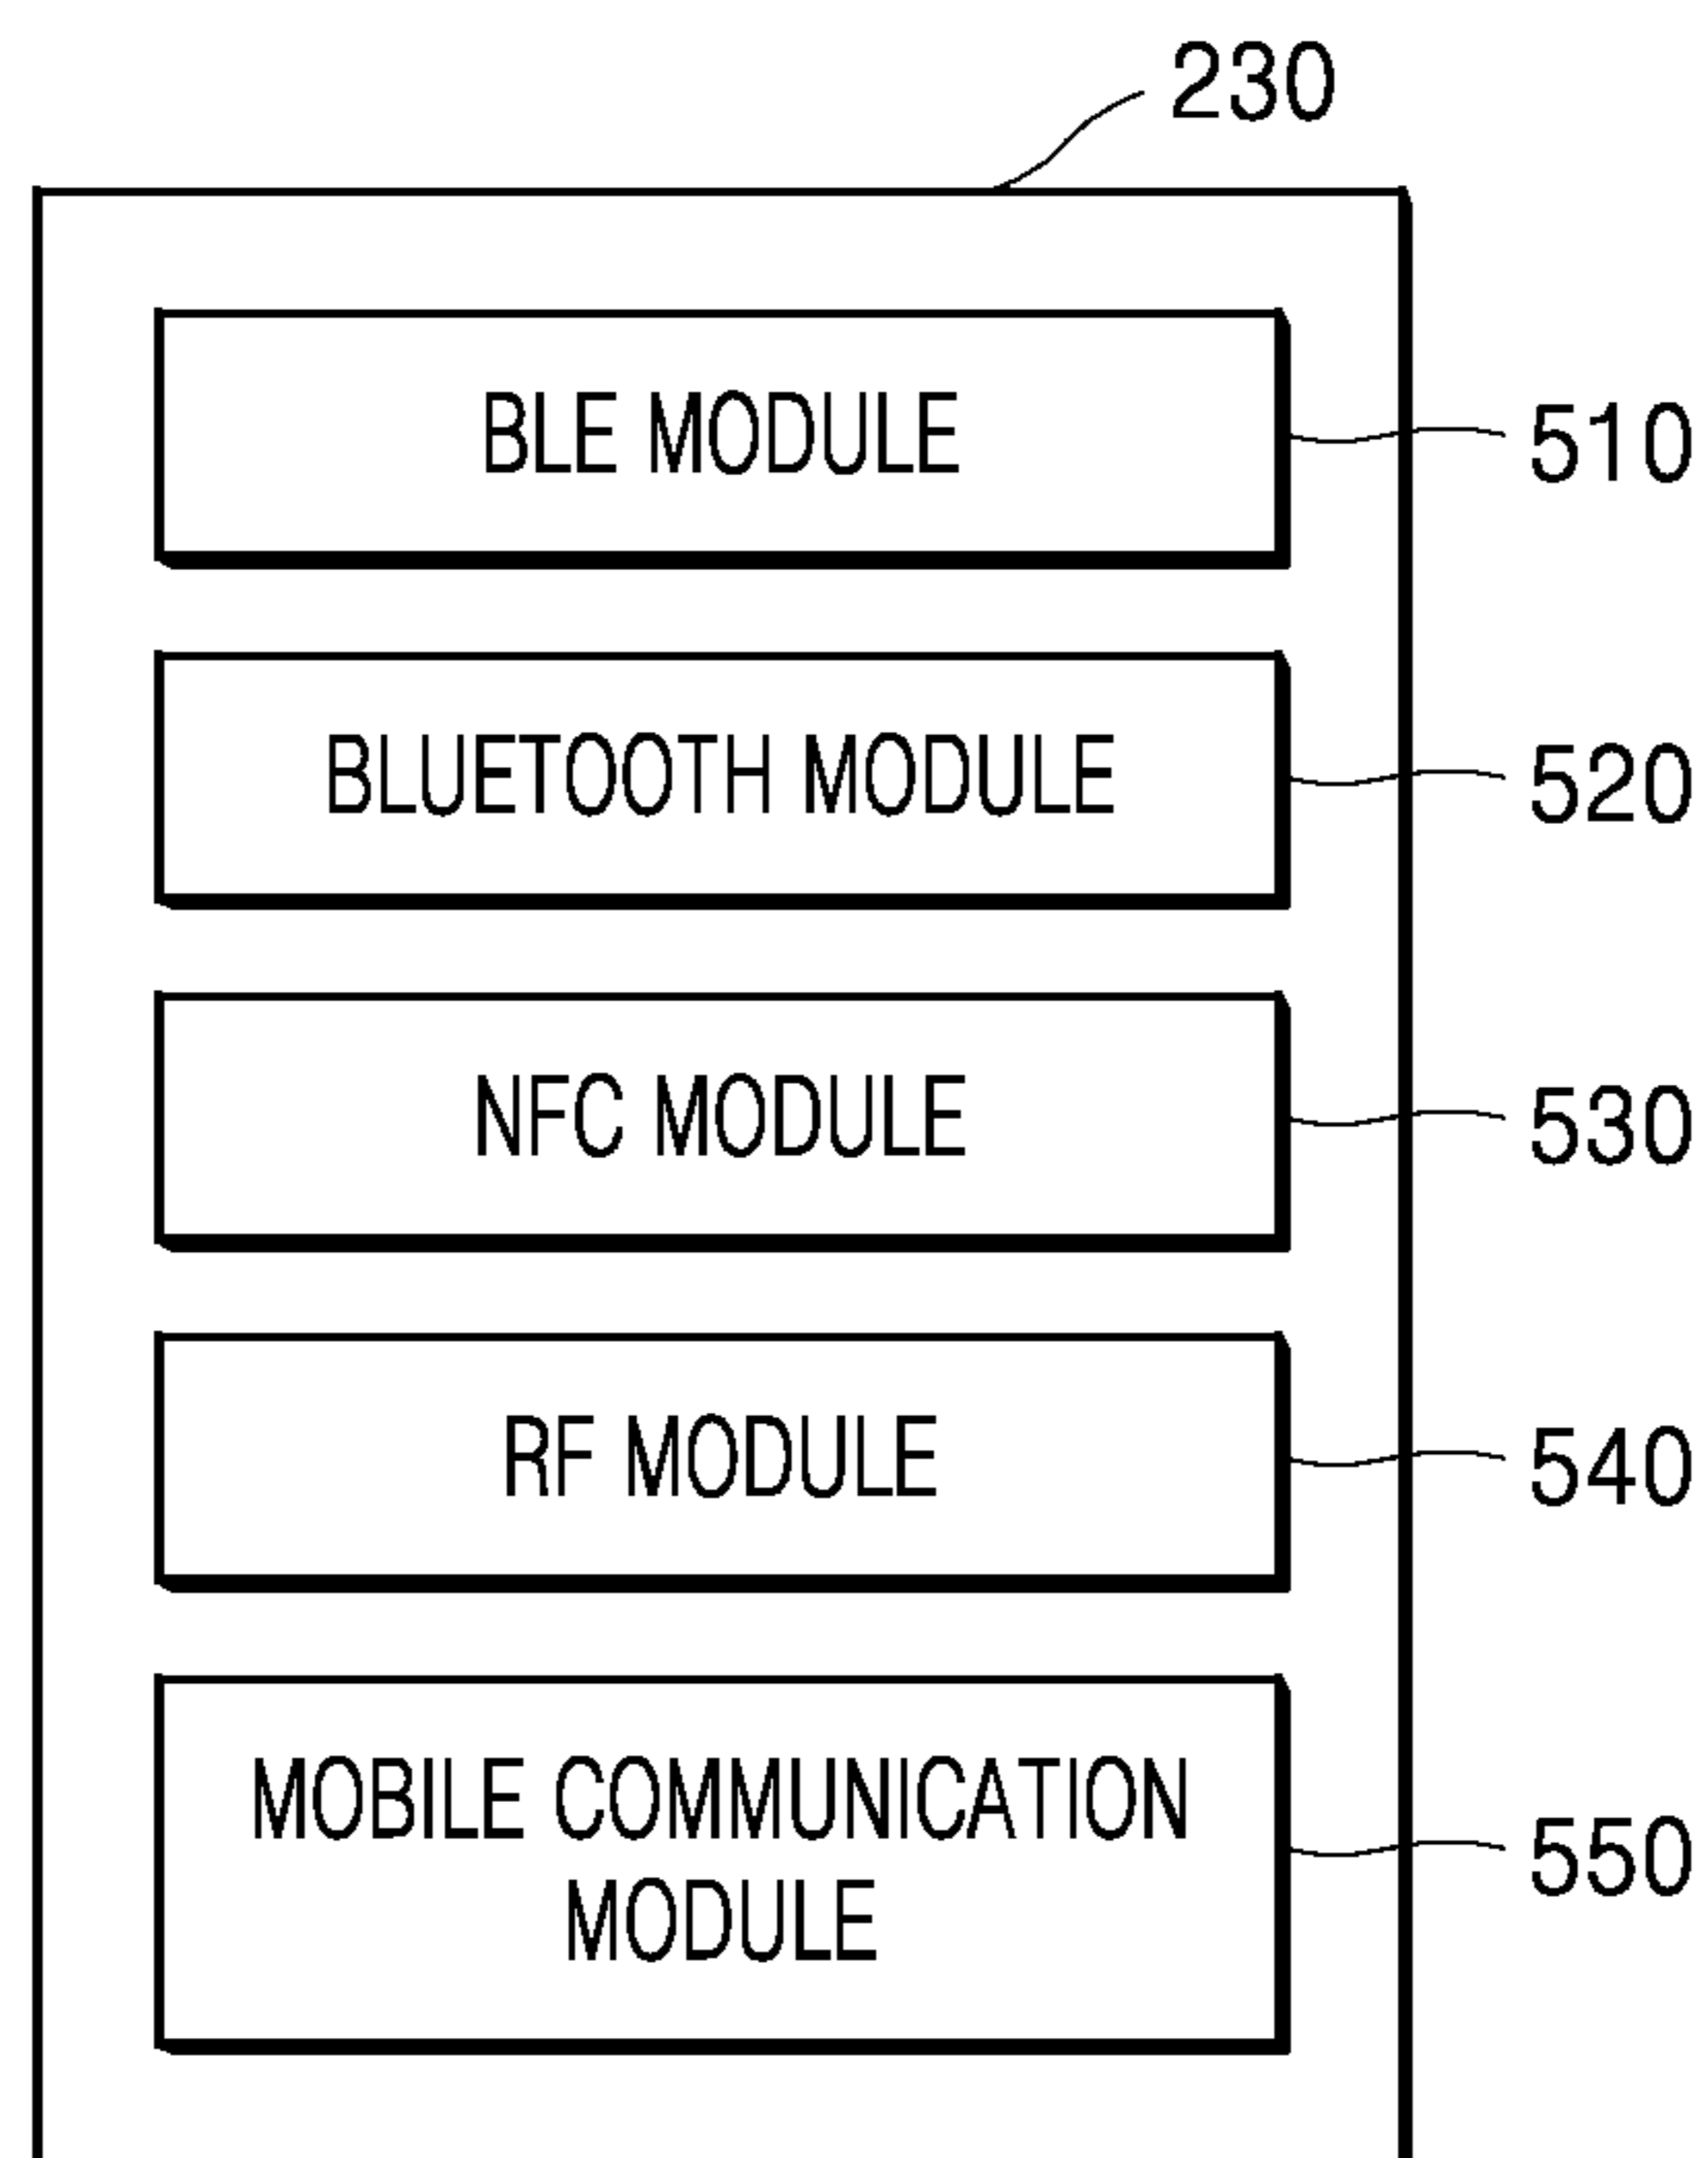 230
BLE MODULE
510
BLUETOOTH MODULE
520
NFC MODULE
530
RF MODULE
540
MOBILE COMMUNICATION
MODULE
550